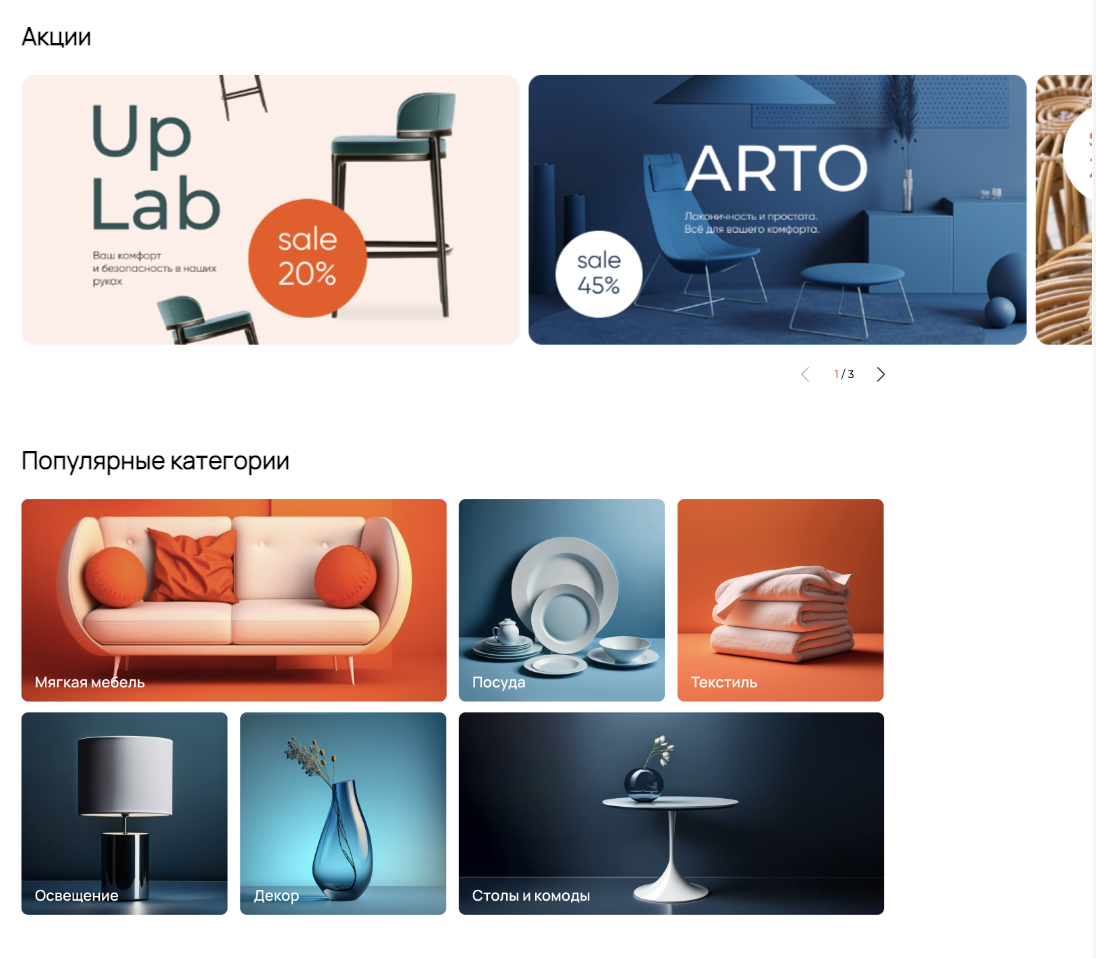 Акции
Up
Lab
Ваш комфорт
и безопасность в наших
руках
sale
20%
ARTO
Лаконичность и простота.
Всё для вашего комфорта.
sale
45%
1 / 3
Популярные категории
Мягкая мебель
Посуда
Текстиль
Освещение
Декор
Столы и комоды